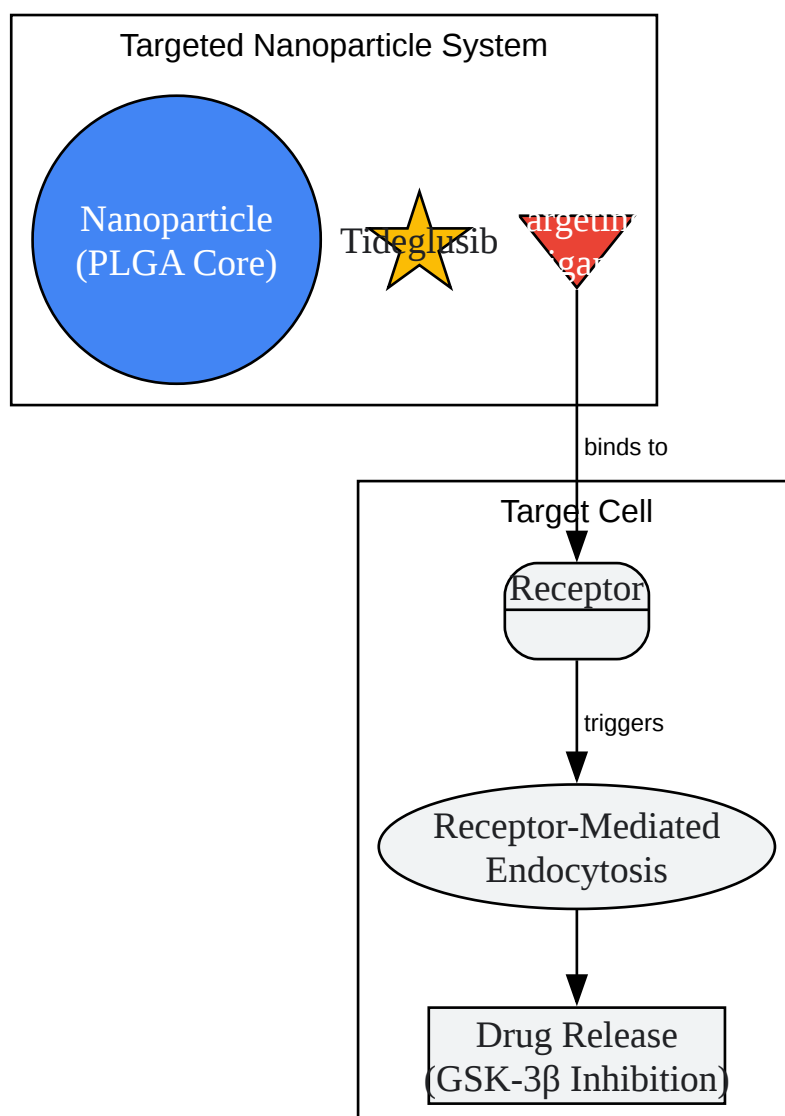 Targeted Nanoparticle System
Nanoparticle
(PLGA Core)
Tideglusib
binds to
Target Cell
Receptor
triggers
Receptor-Mediated
Endocytosis
Drug Release
(GSK-3β Inhibition)